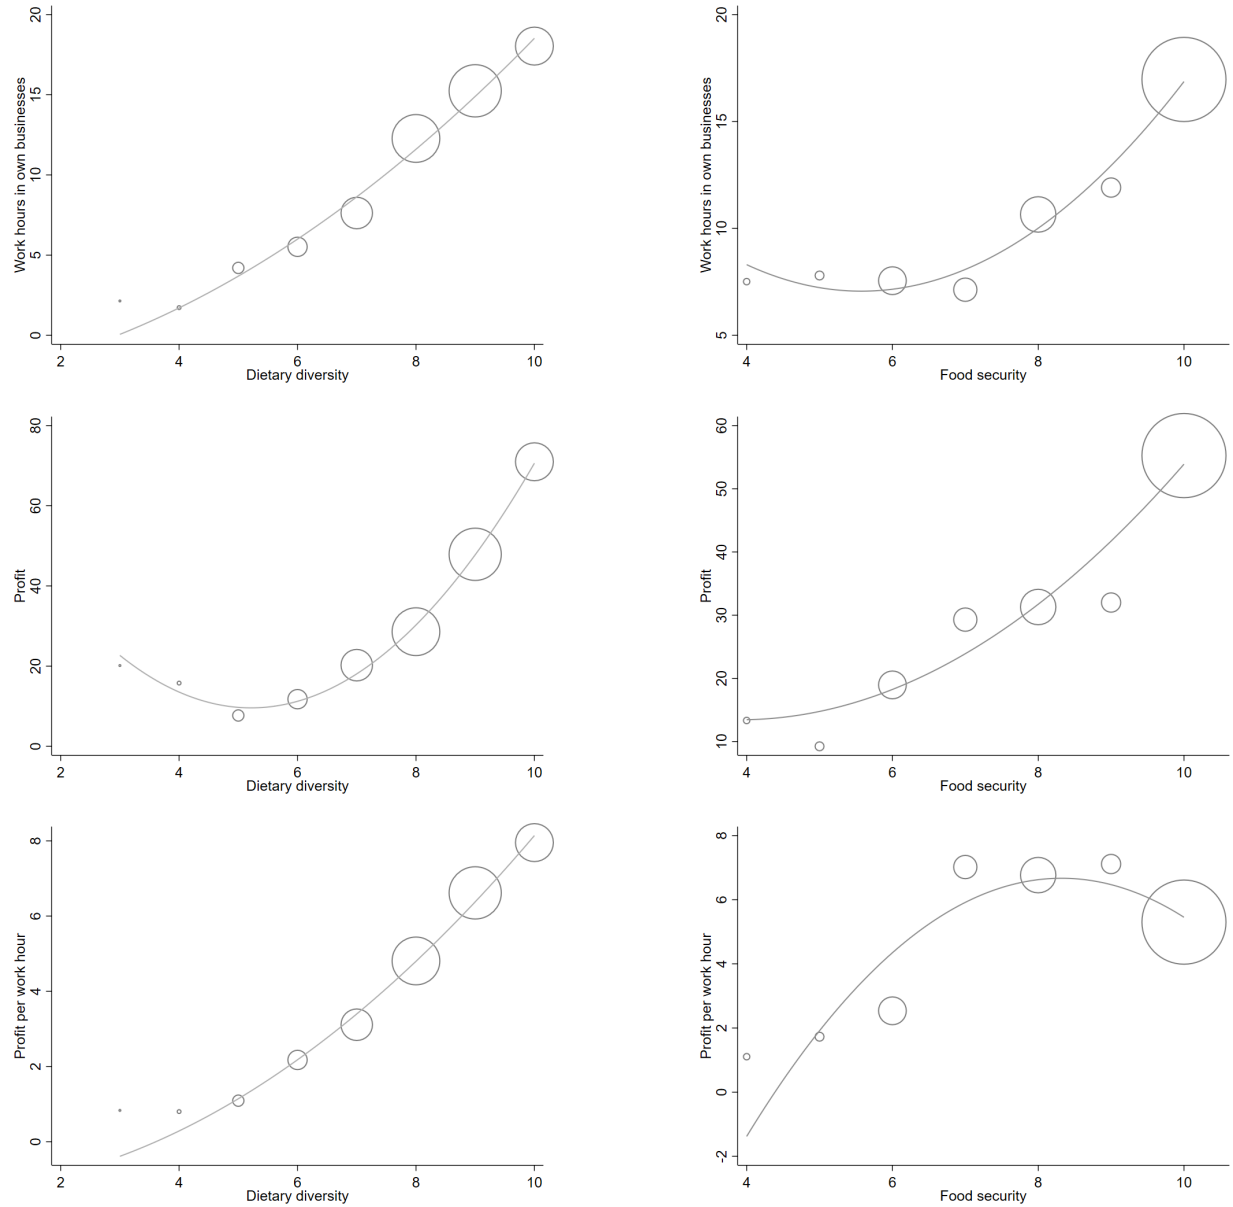 Work hours in own businesses
20
15
10
5
0
2 4 6 8 10
Dietary diversity
Work hours in own businesses
20
15
10
5
4 6 8 10
Food security
Profit
80
60
40
20
0
2 4 6 8 10
Dietary diversity
Profit
60
50
40
30
20
10
4 6 8 10
Food security
Profit per work hour
8
6
4
2
0
2 4 6 8 10
Dietary diversity
Profit per work hour
8
6
4
2
0
-2
4 6 8 10
Food security